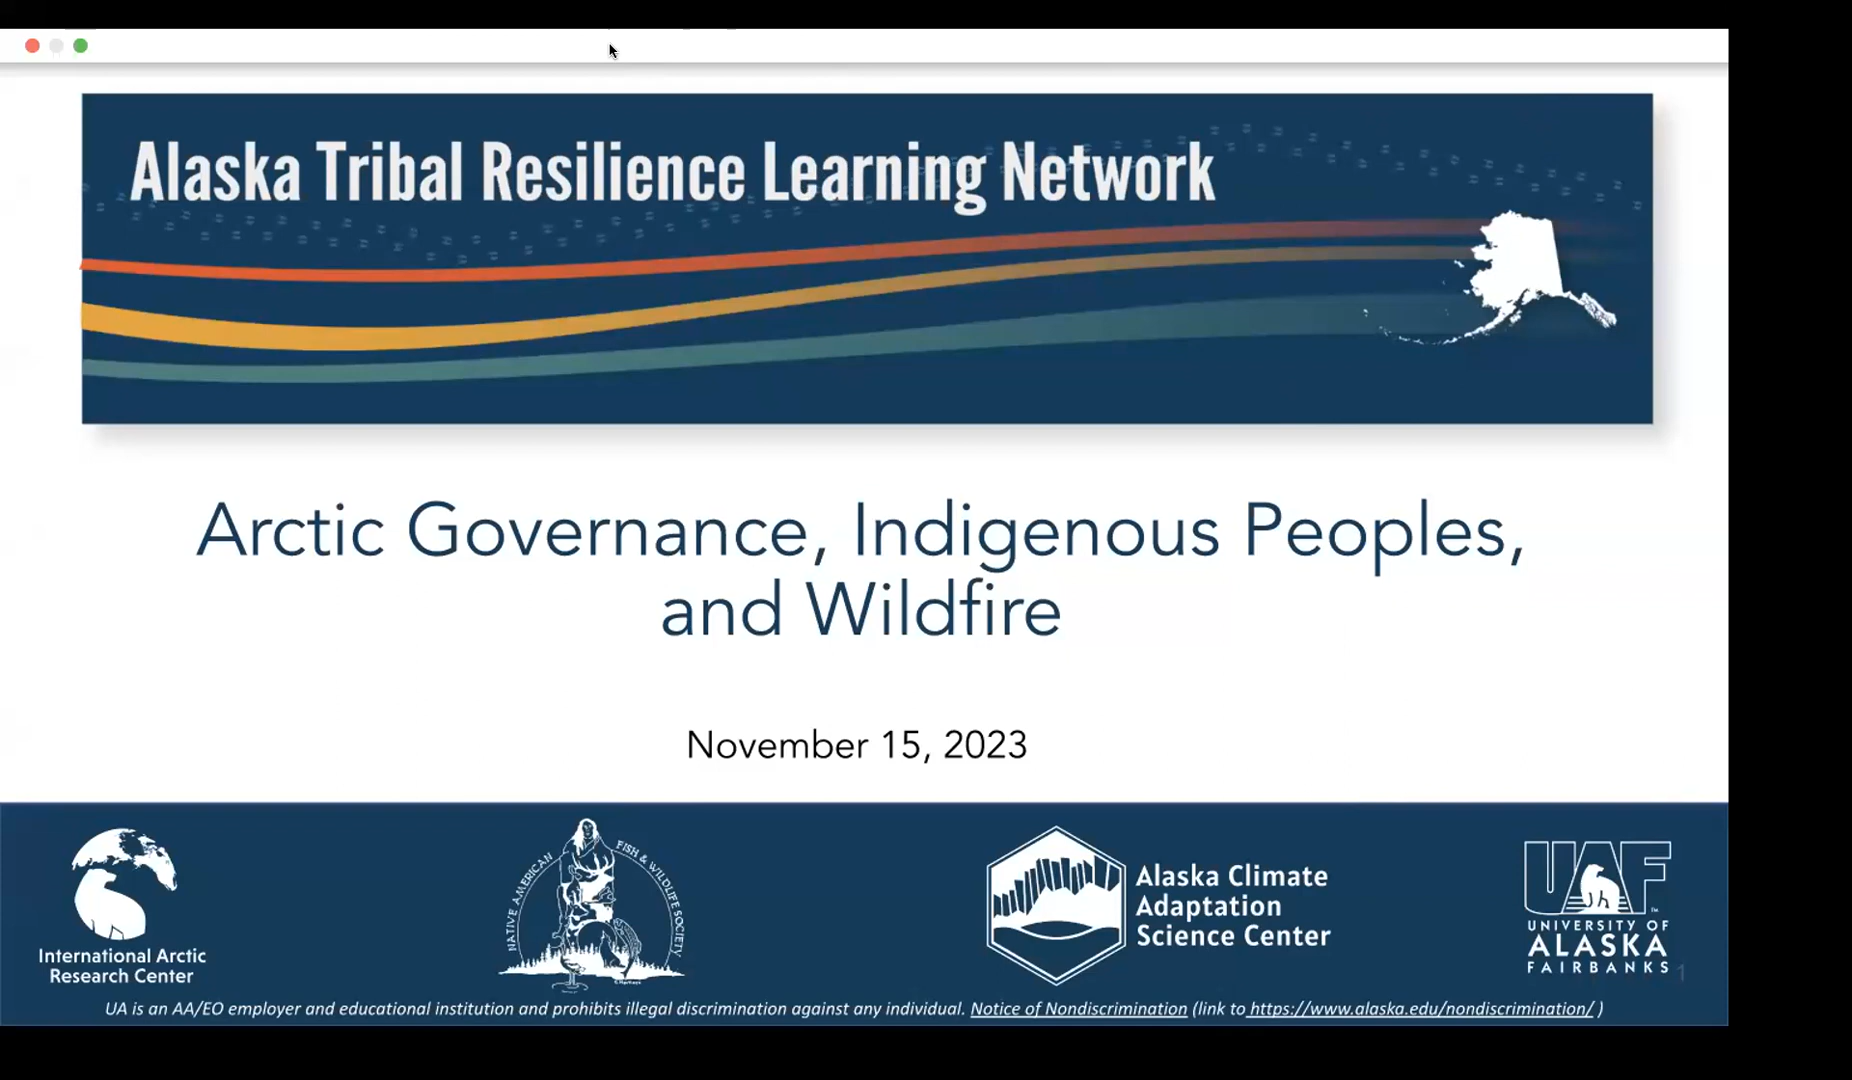 Alaska Tribal Resilience Learning Network
Arctic Governance, Indigenous Peoples,
and Wildfire
November 15, 2023
International Arctic
Research Center
NATIVE AMERICAN FISH & WILDLIFE SOCIETY
Alaska Climate
Adaptation
Science Center
UAF
UNIVERSITY OF
ALASKA
FAIRBANKS
1
UA is an AA/EO employer and educational institution and prohibits illegal discrimination against any individual. Notice of Nondiscrimination (link to https://www.alaska.edu/nondiscrimination/ )